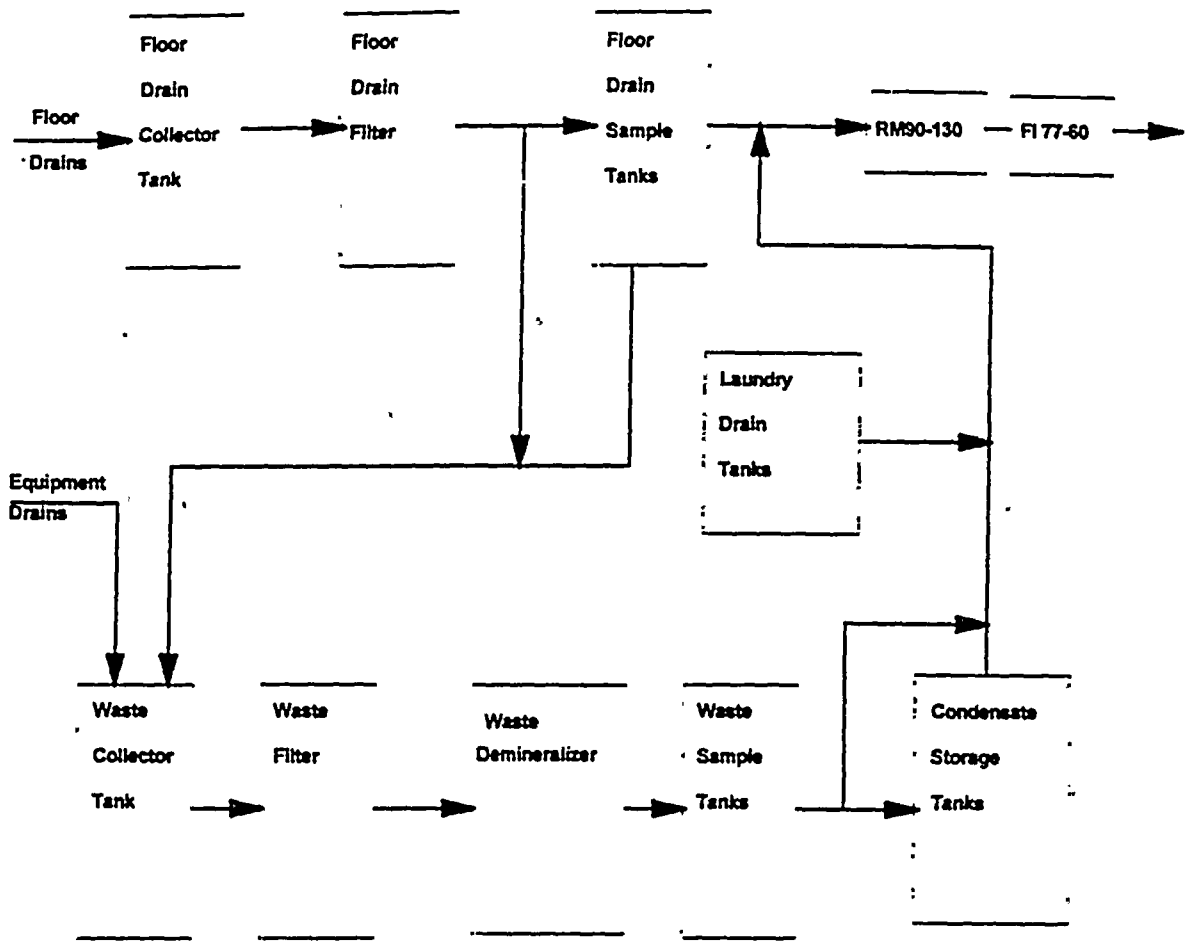 Floor
Drain
Collector
Tank
Floor
Drain
Filter
Floor
Drain
Sample
Tanks
Floor
Drains
RM90-130
FI 77-60
Laundry
Drain
Tanks
Equipment
Drains
Waste
Collector
Tank
Waste
Filter
Waste
Demineralizer
Waste
Sample
Tanks
Condensate
Storage
Tanks